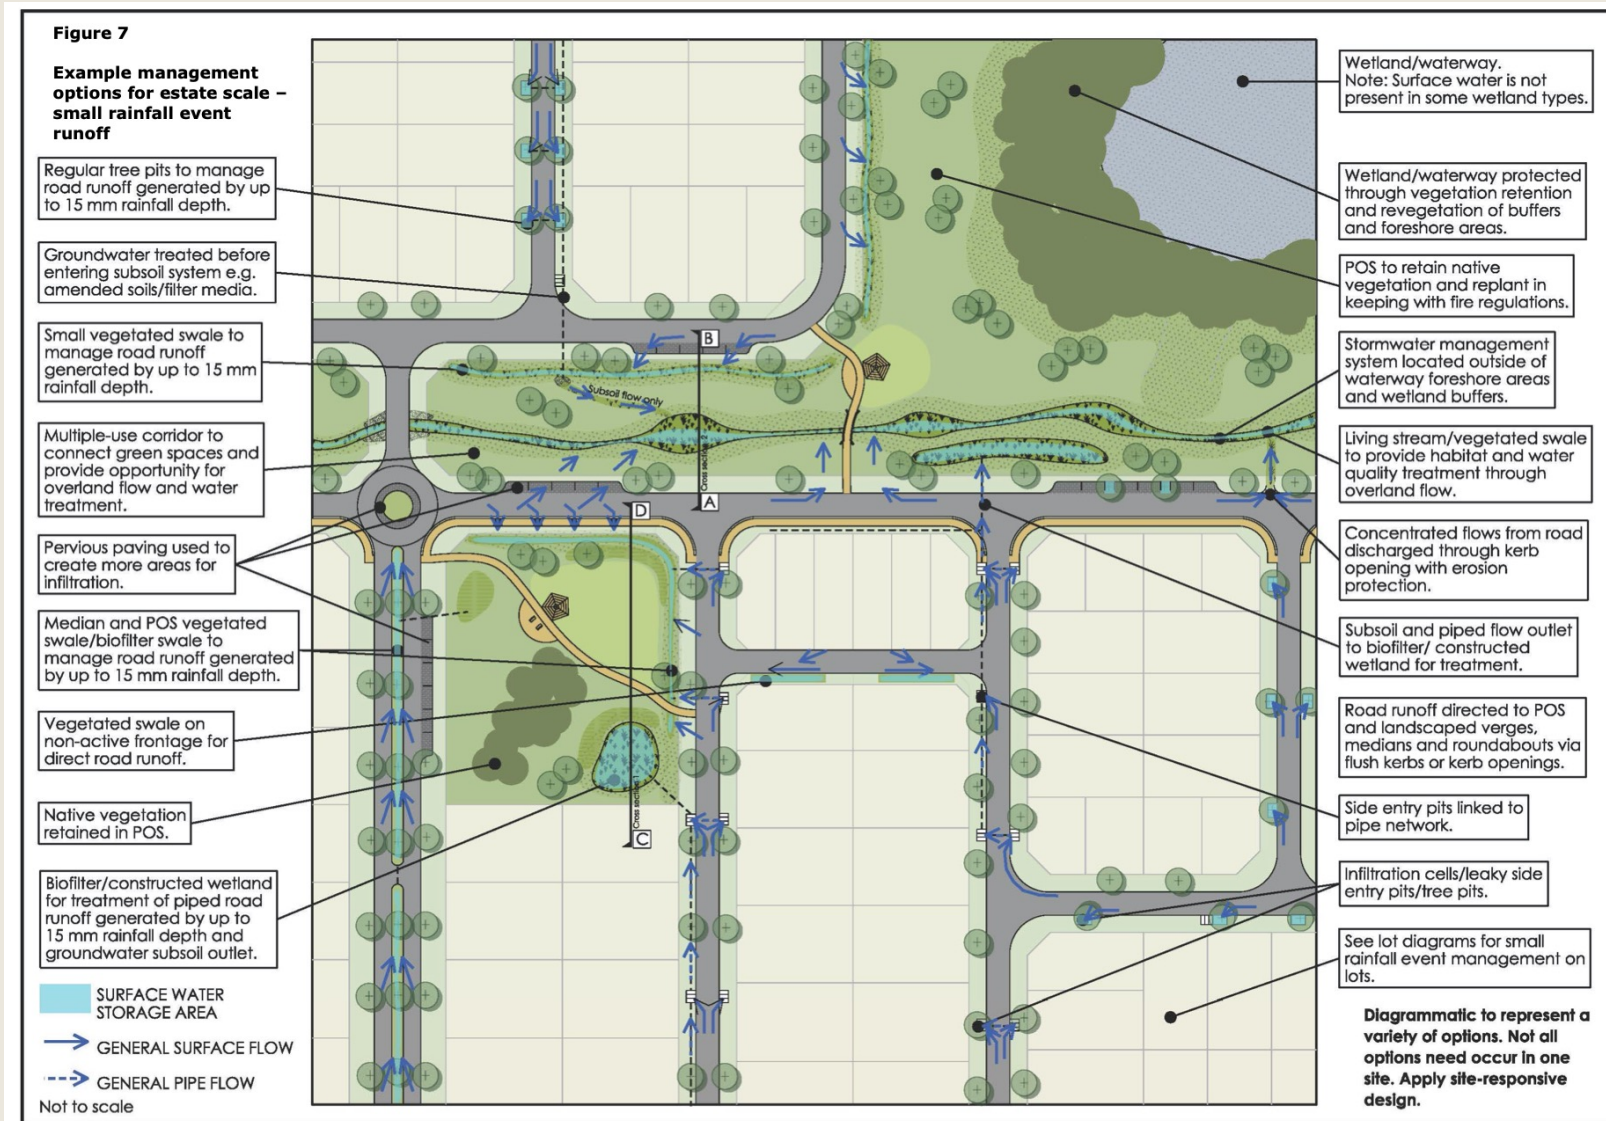 Figure 7
Example management
options for estate scale –
small rainfall event
runoff
Regular tree pits to manage
road runoff generated by up
to 15 mm rainfall depth.
Groundwater treated before
entering subsoil system e.g.
amended soils/filter media.
Small vegetated swale to
manage road runoff
generated by up to 15 mm
rainfall depth.
Multiple-use corridor to
connect green spaces and
provide opportunity for
overland flow and water
treatment.
Pervious paving used to
create more areas for
infiltration.
Median and POS vegetated
swale/biofilter swale to
manage road runoff generated
by up to 15 mm rainfall depth.
Vegetated swale on
non-active frontage for
direct road runoff.
Native vegetation
retained in POS.
Biofilter/constructed wetland
for treatment of piped road
runoff generated by up to
15 mm rainfall depth and
groundwater subsoil outlet.
SURFACE WATER
STORAGE AREA
GENERAL SURFACE FLOW
GENERAL PIPE FLOW
Not to scale
B
Subsoil flow only
Cross section 2
A
D
Cross section 1
C
Wetland/waterway.
Note: Surface water is not
present in some wetland types.
Wetland/waterway protected
through vegetation retention
and revegetation of buffers
and foreshore areas.
POS to retain native
vegetation and replant in
keeping with fire regulations.
Stormwater management
system located outside of
waterway foreshore areas
and wetland buffers.
Living stream/vegetated swale
to provide habitat and water
quality treatment through
overland flow.
Concentrated flows from road
discharged through kerb
opening with erosion
protection.
Subsoil and piped flow outlet
to biofilter/ constructed
wetland for treatment.
Road runoff directed to POS
and landscaped verges,
medians and roundabouts via
flush kerbs or kerb openings.
Side entry pits linked to
pipe network.
Infiltration cells/leaky side
entry pits/tree pits.
See lot diagrams for small
rainfall event management on
lots.
Diagrammatic to represent a
variety of options. Not all
options need occur in one
site. Apply site-responsive
design.